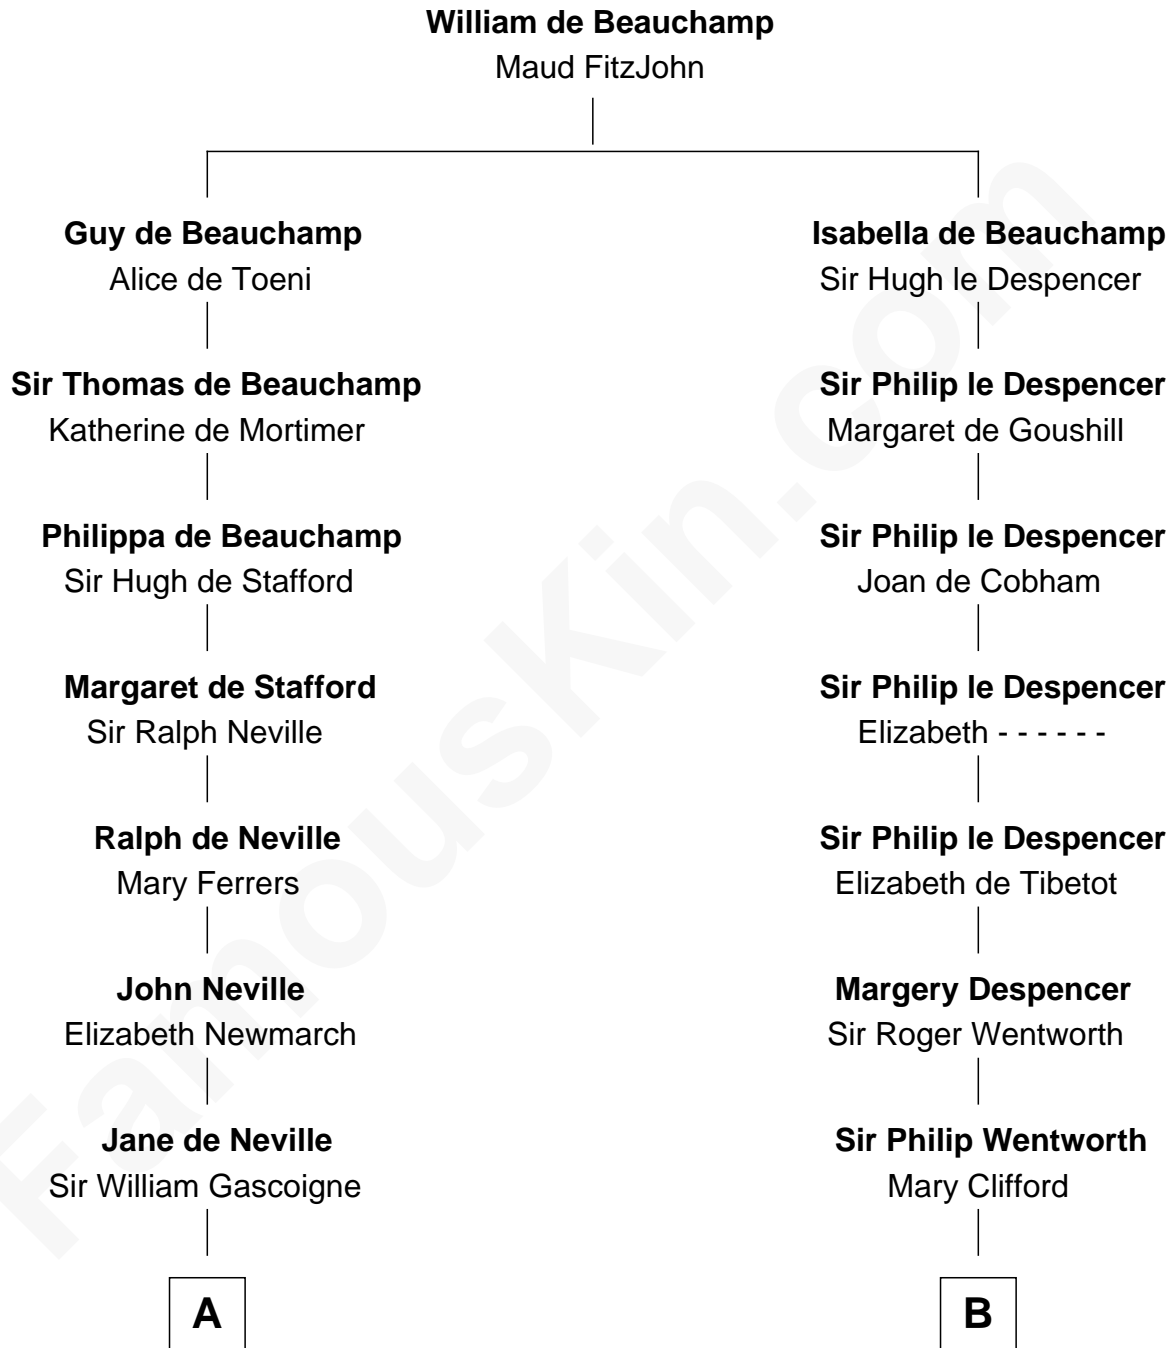 William de Beauchamp
Maud FitzJohn
Guy de Beauchamp
Alice de Toeni
Isabella de Beauchamp
Sir Hugh le Despencer
Sir Thomas de Beauchamp
Katherine de Mortimer
Sir Philip le Despencer
Margaret de Goushill
Philippa de Beauchamp
Sir Hugh de Stafford
Sir Philip le Despencer
Joan de Cobham
Margaret de Stafford
Sir Ralph Neville
Sir Philip le Despencer
Elizabeth - - - - - -
Ralph de Neville
Mary Ferrers
Sir Philip le Despencer
Elizabeth de Tibetot
John Neville
Elizabeth Newmarch
Margery Despencer
Sir Roger Wentworth
Jane de Neville
Sir William Gascoigne
Sir Philip Wentworth
Mary Clifford
A
B
FamousKin.com